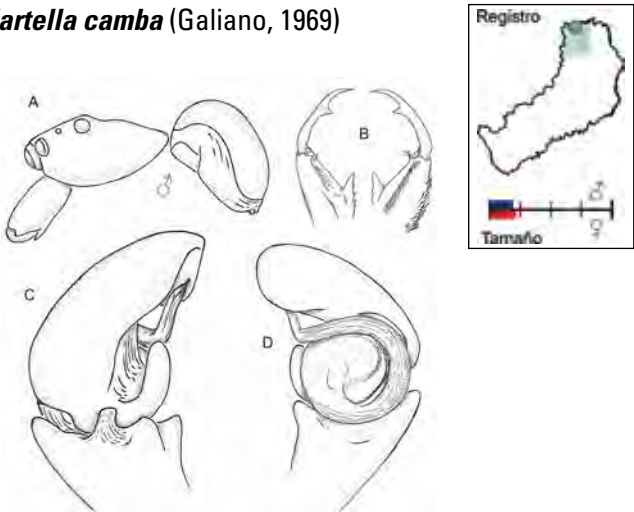 artella camba (Galiano, 1969)
Registro
A
B
♂
C
D
♂
♀
Tamaño